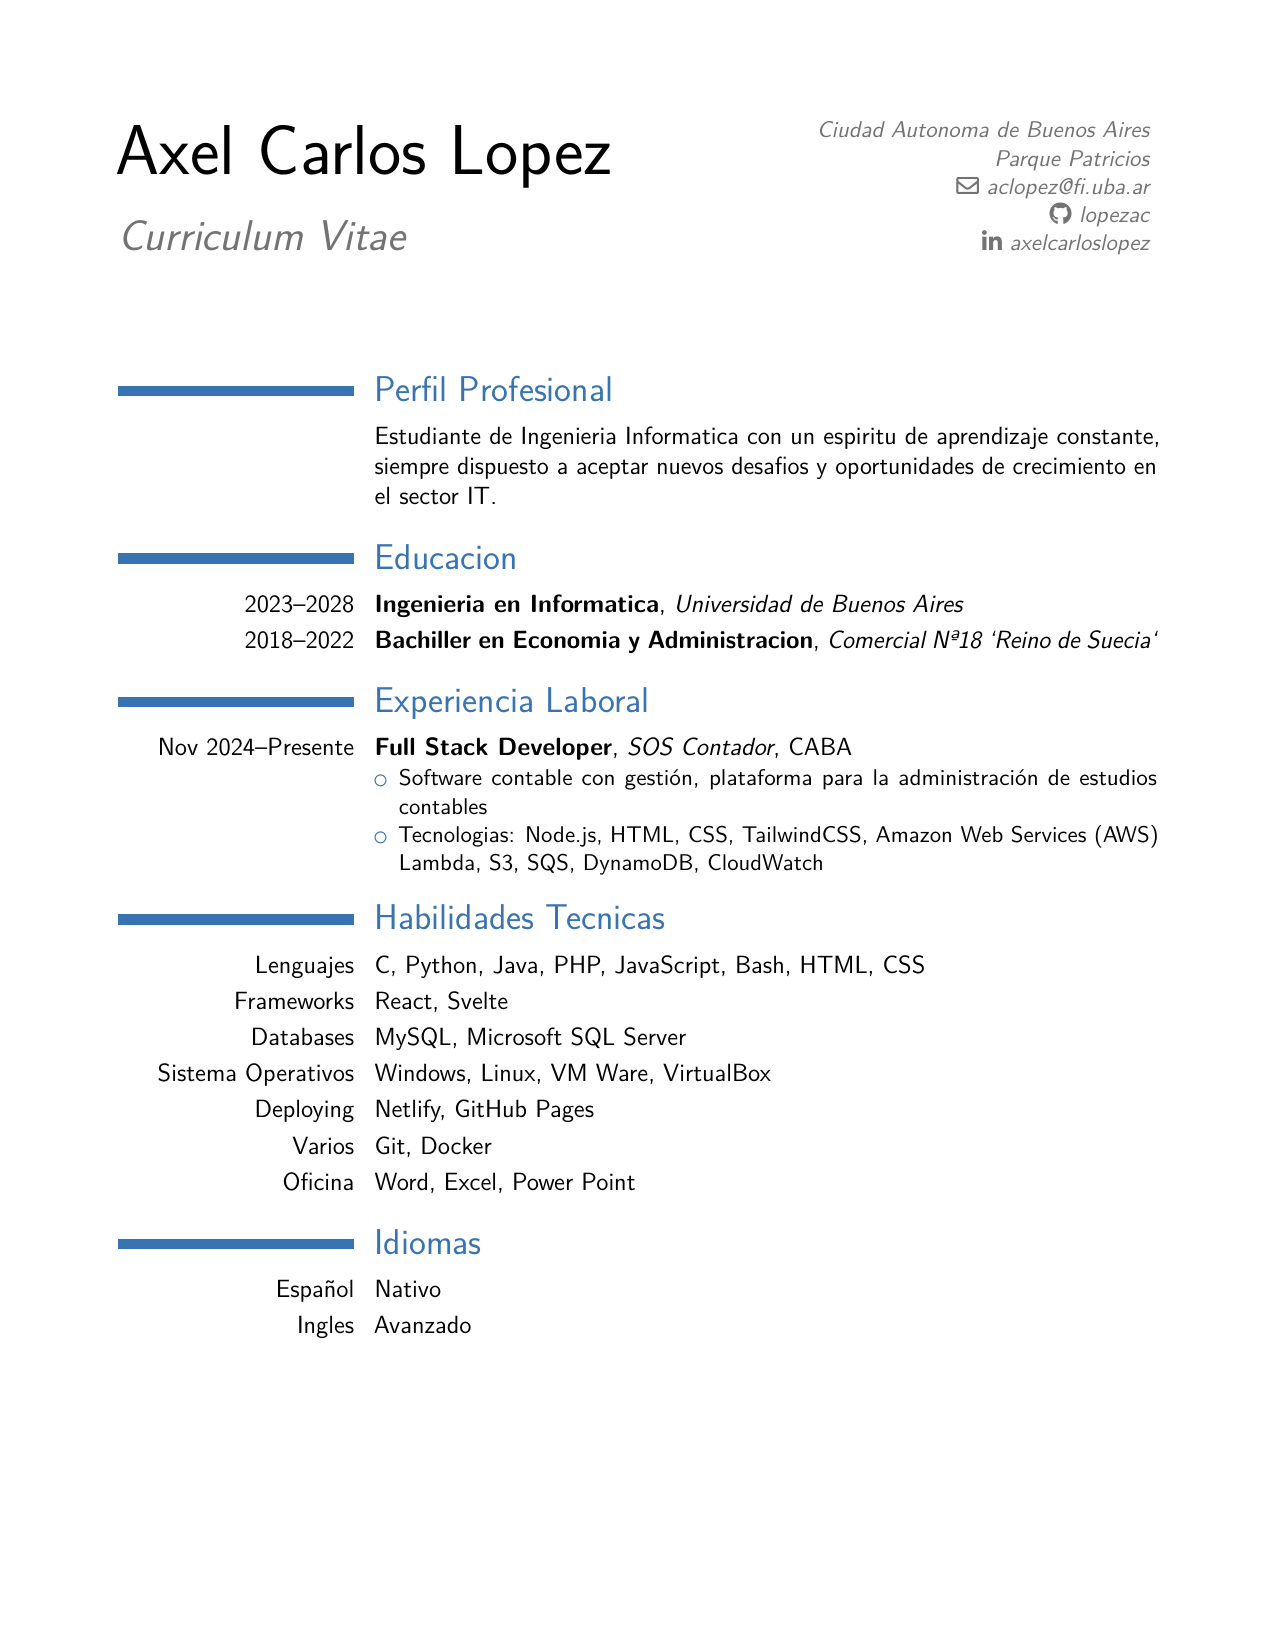 Axel Carlos Lopez
Curriculum Vitae
Ciudad Autonoma de Buenos Aires
Parque Patricios
aclopez@fi.uba.ar
lopezac
axelcarloslopez
Perfil Profesional
Estudiante de Ingenieria Informatica con un espiritu de aprendizaje constante,
siempre dispuesto a aceptar nuevos desafios y oportunidades de crecimiento en
el sector IT.
Educacion
2023–2028 Ingenieria en Informatica, Universidad de Buenos Aires
2018–2022 Bachiller en Economia y Administracion, Comercial Nª18 ‘Reino de Suecia‘
Experiencia Laboral
Nov 2024–Presente Full Stack Developer, SOS Contador, CABA
○ Software contable con gestión, plataforma para la administración de estudios
contables
○ Tecnologias: Node.js, HTML, CSS, TailwindCSS, Amazon Web Services (AWS)
Lambda, S3, SQS, DynamoDB, CloudWatch
Habilidades Tecnicas
Lenguajes C, Python, Java, PHP, JavaScript, Bash, HTML, CSS
Frameworks React, Svelte
Databases MySQL, Microsoft SQL Server
Sistema Operativos Windows, Linux, VM Ware, VirtualBox
Deploying Netlify, GitHub Pages
Varios Git, Docker
Oficina Word, Excel, Power Point
Idiomas
Español Nativo
Ingles Avanzado